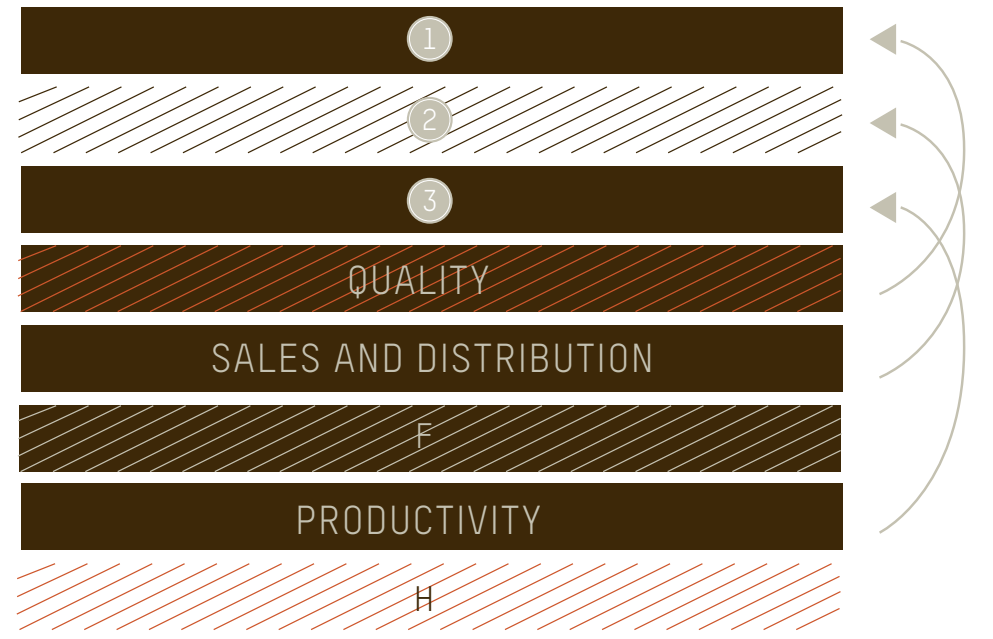 1
2
3
QUALITY
SALES AND DISTRIBUTION
F
PRODUCTIVITY
H